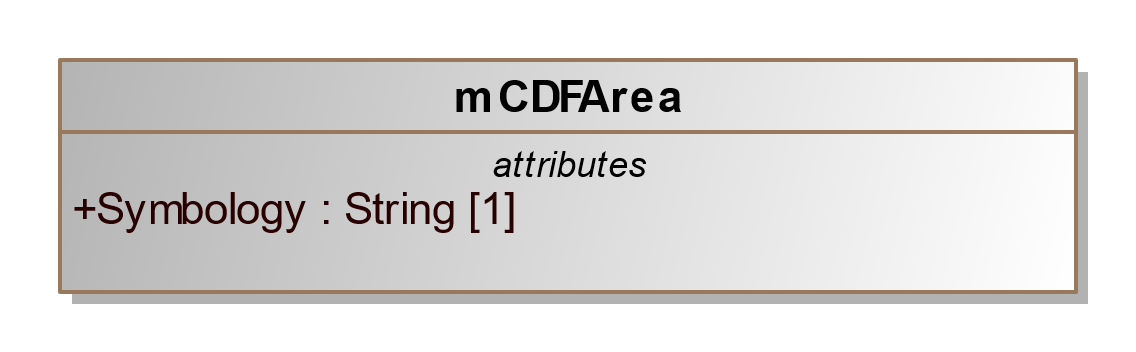 mCDFArea
attributes
+Symbology : String [1]